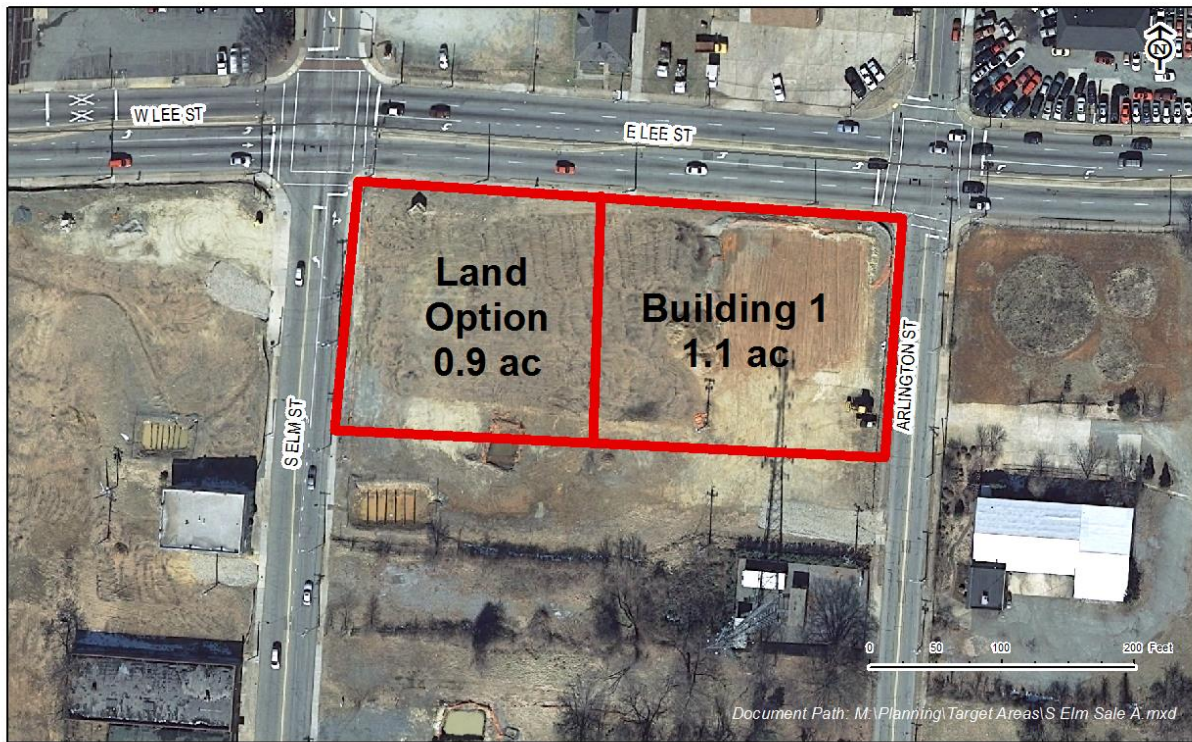 N
W LEE ST
E LEE ST
Land
Option
0.9 ac
Building 1
1.1 ac
S ELM ST
ARLINGTON ST
0 50 100 200 Feet
Document Path: M:\Planning\Target Areas\S Elm Sale A.mxd